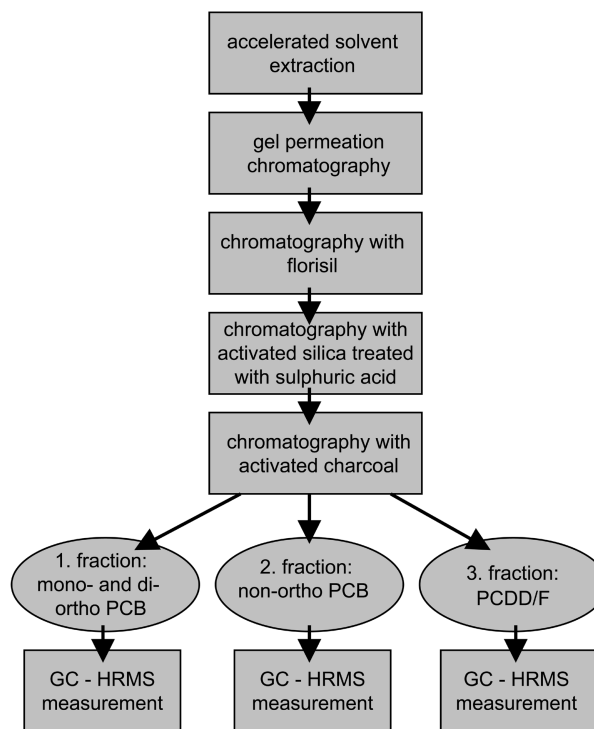 accelerated solvent
extraction
gel permeation
chromatography
chromatography with
florisil
chromatography with
activated silica treated
with sulphuric acid
chromatography with
activated charcoal
1. fraction:
mono- and di-
ortho PCB
2. fraction:
non-ortho PCB
3. fraction:
PCDD/F
GC - HRMS
measurement
GC - HRMS
measurement
GC - HRMS
measurement